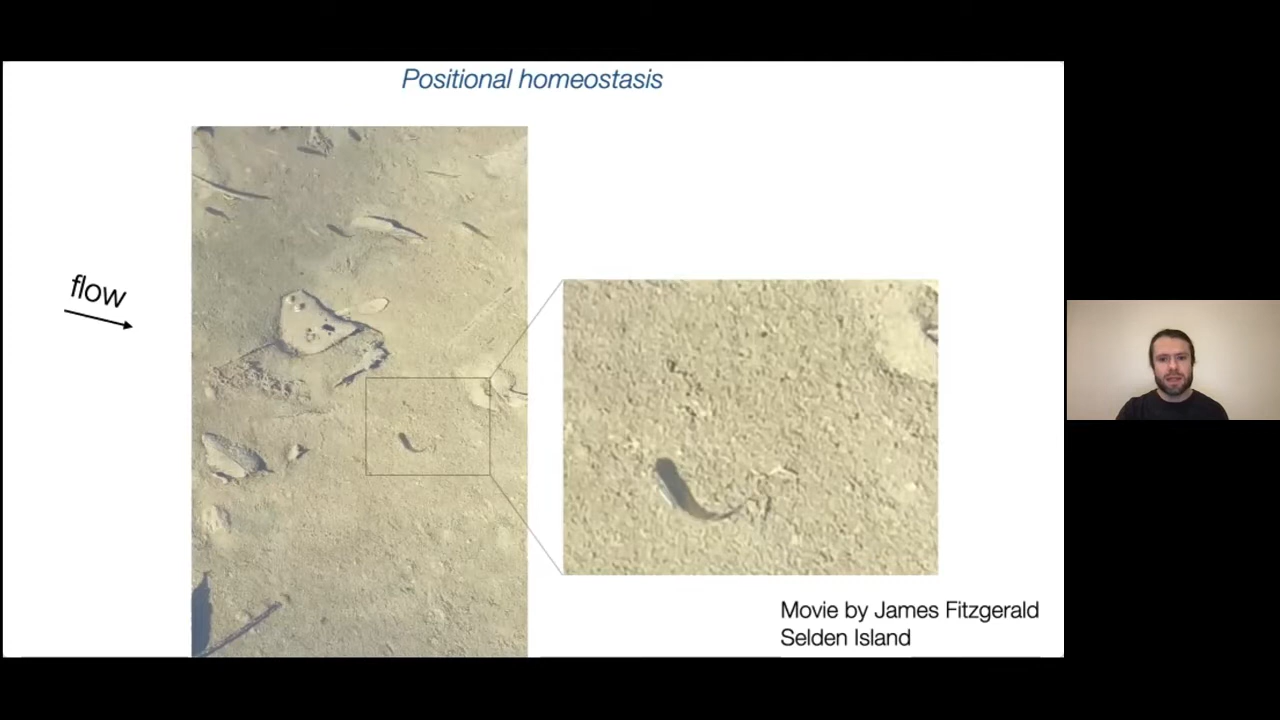 Positional homeostasis
flow
Movie by James Fitzgerald
Selden Island